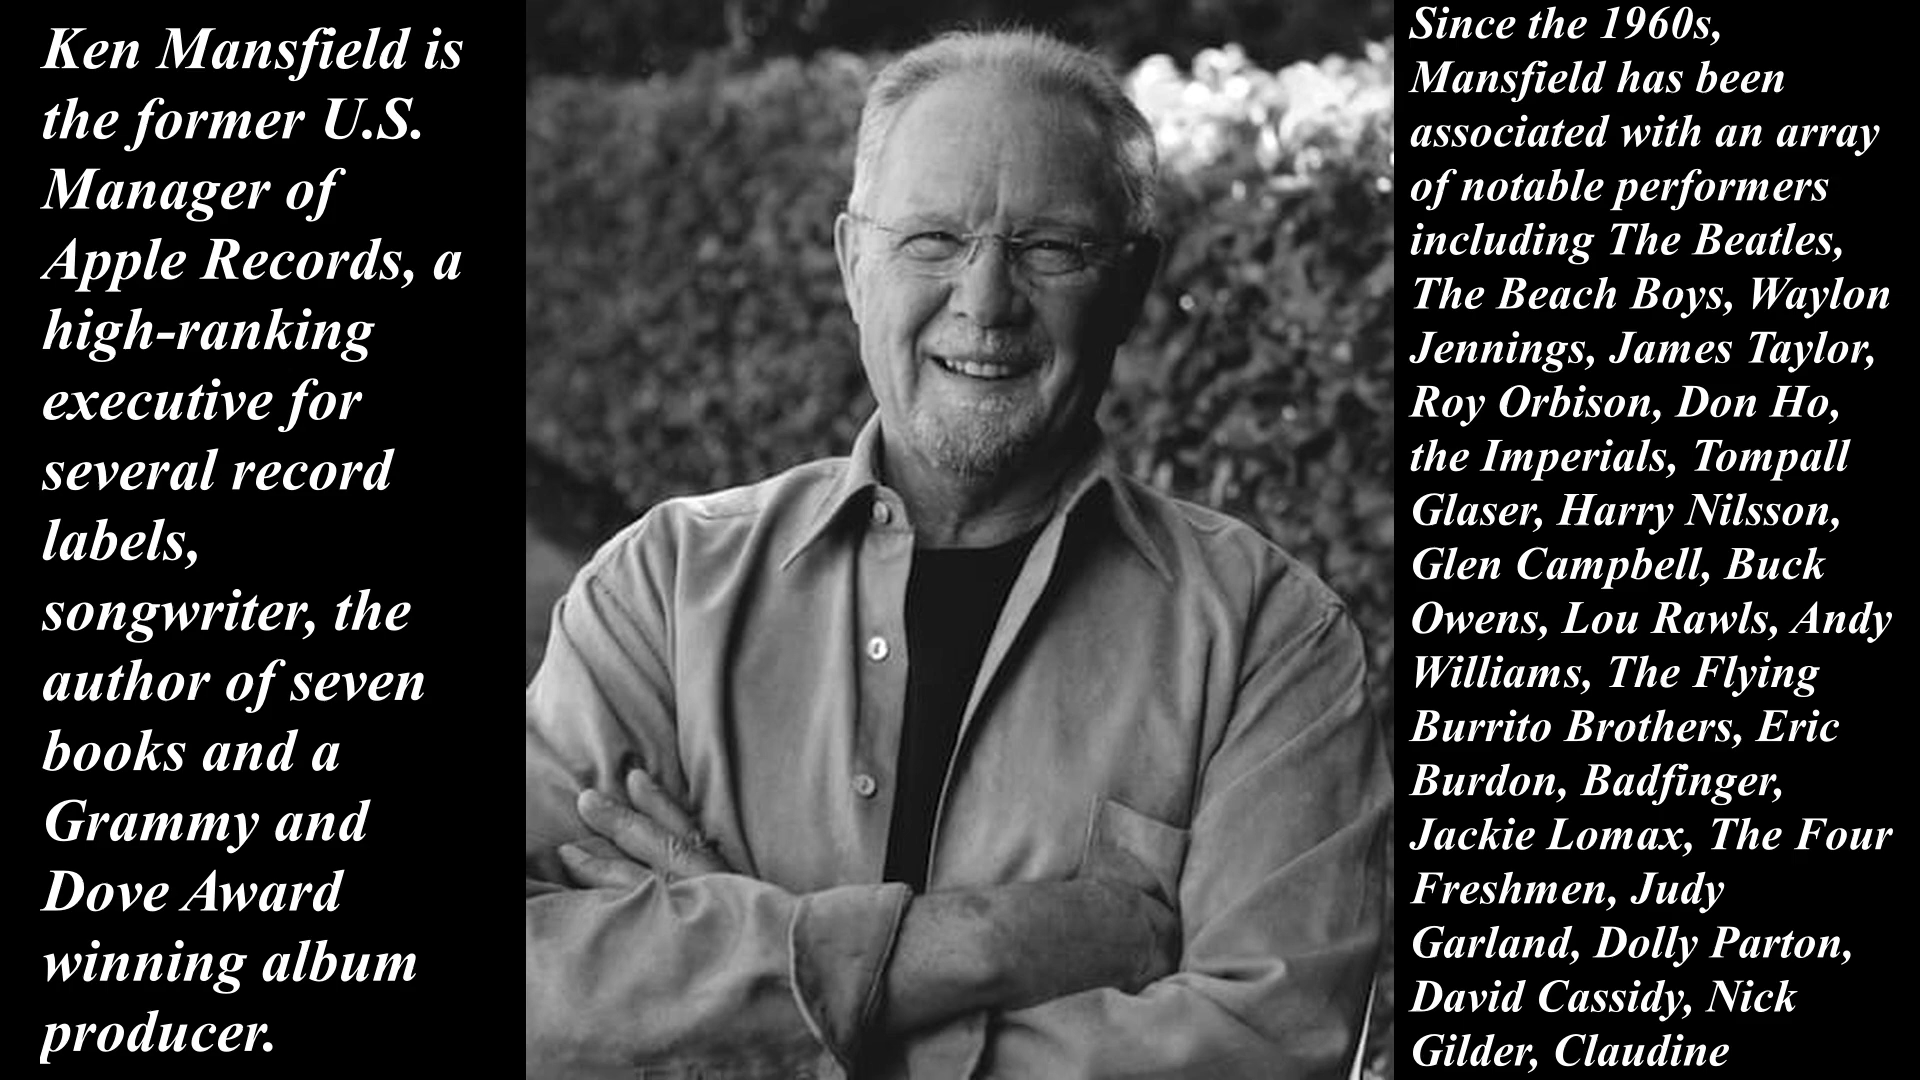 Ken Mansfield is
the former U.S.
Manager of
Apple Records, a
high-ranking
executive for
several record
labels,
songwriter, the
author of seven
books and a
Grammy and
Dove Award
winning album
producer.
Since the 1960s,
Mansfield has been
associated with an array
of notable performers
including The Beatles,
The Beach Boys, Waylon
Jennings, James Taylor,
Roy Orbison, Don Ho,
the Imperials, Tompall
Glaser, Harry Nilsson,
Glen Campbell, Buck
Owens, Lou Rawls, Andy
Williams, The Flying
Burrito Brothers, Eric
Burdon, Badfinger,
Jackie Lomax, The Four
Freshmen, Judy
Garland, Dolly Parton,
David Cassidy, Nick
Gilder, Claudine